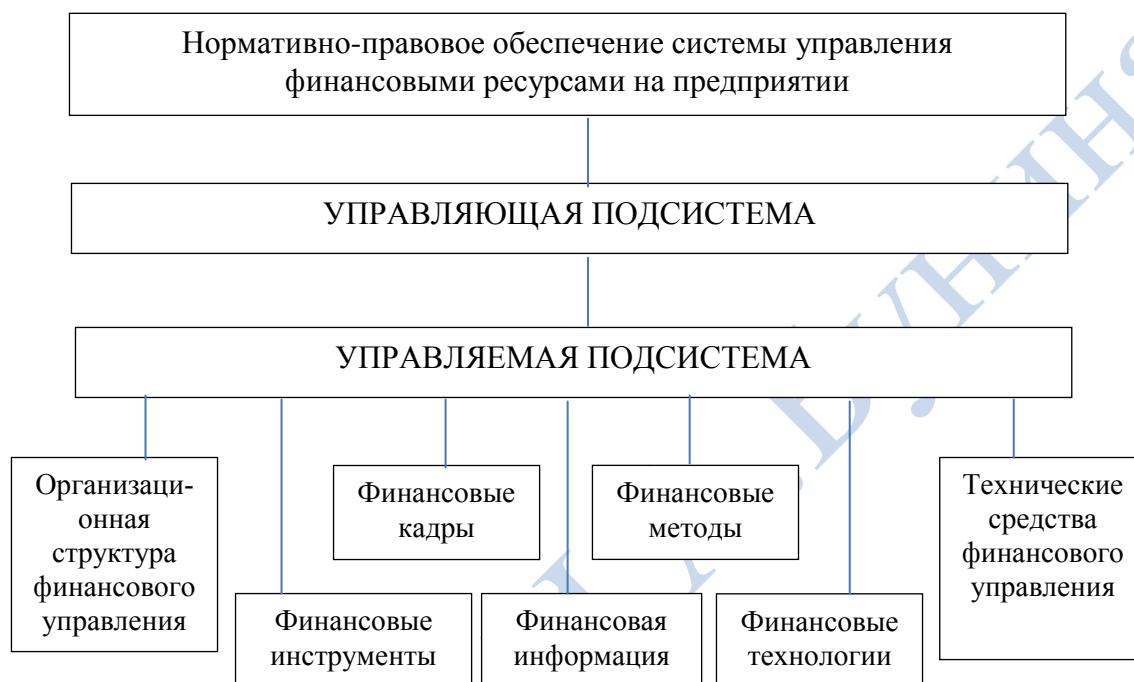 Нормативно-правовое обеспечение системы управления
финансовыми ресурсами на предприятии
УПРАВЛЯЮЩАЯ ПОДСИСТЕМА
УПРАВЛЯЕМАЯ ПОДСИСТЕМА
Организаци-
онная
структура
финансового
управления
Финансовые
инструменты
Финансовые
кадры
Финансовая
информация
Финансовые
методы
Финансовые
технологии
Технические
средства
финансового
управления